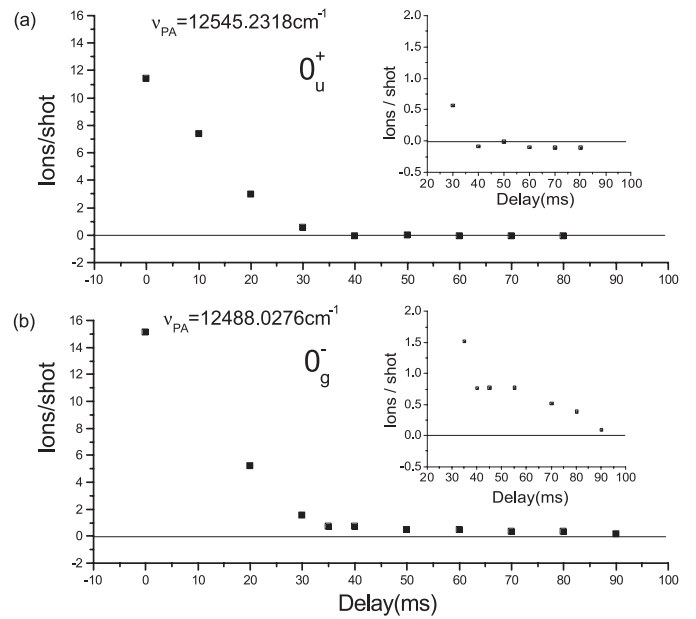 (a)
ν_PA=12545.2318cm⁻¹
0_u⁺
Ions/shot
16
14
12
10
8
6
4
2
0
-2
-10 0 10 20 30 40 50 60 70 80 90 100
Ions / shot
2.0
1.5
1.0
0.5
-0.0
-0.5
20 30 40 50 60 70 80 90 100
Delay(ms)
(b)
ν_PA=12488.0276cm⁻¹
0_g⁻
Ions/shot
16
14
12
10
8
6
4
2
0
-2
-10 0 10 20 30 40 50 60 70 80 90 100
Delay(ms)
Ions / shot
2.0
1.5
1.0
0.5
0.0
-0.5
20 30 40 50 60 70 80 90 100
Delay(ms)